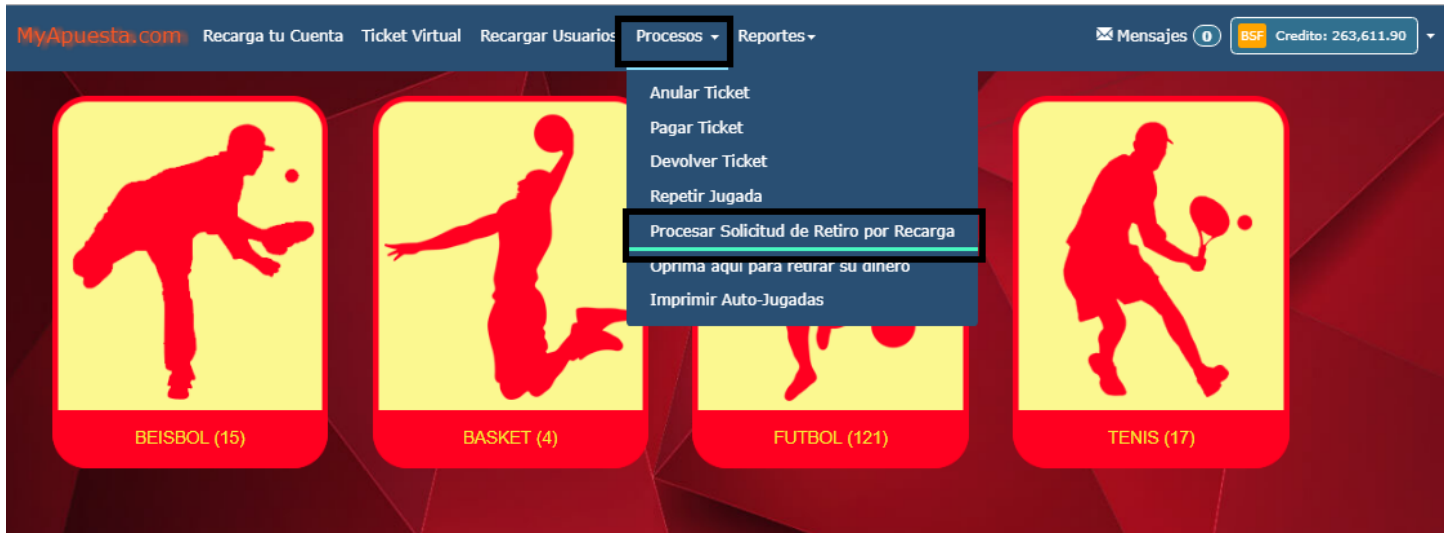 MyApuesta.com Recarga tu Cuenta Ticket Virtual Recargar Usuarios Procesos Reportes Mensajes 0 BSF Credito: 263,611.90
Anular Ticket
Pagar Ticket
Devolver Ticket
Repetir Jugada
Procesar Solicitud de Retiro por Recarga
Oprima aqui para retirar su dinero
Imprimir Auto-Jugadas
BEISBOL (15)
BASKET (4)
FUTBOL (121)
TENIS (17)